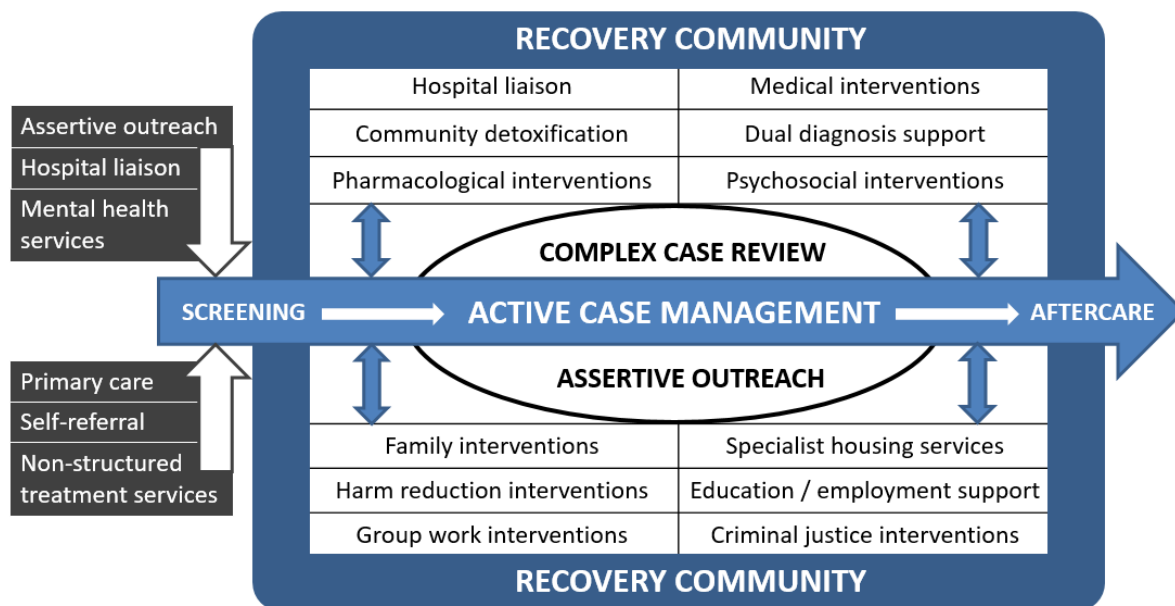 RECOVERY COMMUNITY
Hospital liaison
Medical interventions
Community detoxification
Dual diagnosis support
Pharmacological interventions
Psychosocial interventions
Assertive outreach
Hospital liaison
Mental health
services
COMPLEX CASE REVIEW
SCREENING
ACTIVE CASE MANAGEMENT
AFTERCARE
ASSERTIVE OUTREACH
Primary care
Self-referral
Non-structured
treatment services
Family interventions
Specialist housing services
Harm reduction interventions
Education / employment support
Group work interventions
Criminal justice interventions
RECOVERY COMMUNITY